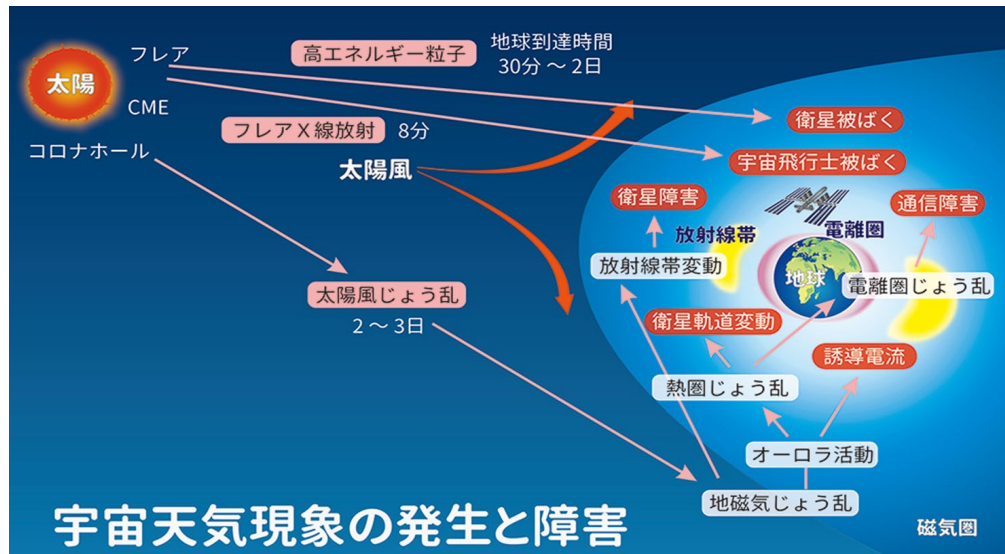 太陽
フレア
CME
コロナホール
高エネルギー粒子
地球到達時間
30分 ～ 2日
フレアX線放射
8分
太陽風
太陽風じょう乱
2 ～ 3日
衛星被ばく
宇宙飛行士被ばく
衛星障害
通信障害
放射線帯
電離圏
放射線帯変動
地球
電離圏じょう乱
衛星軌道変動
誘導電流
熱圏じょう乱
オーロラ活動
地磁気じょう乱
宇宙天気現象の発生と障害
磁気圏